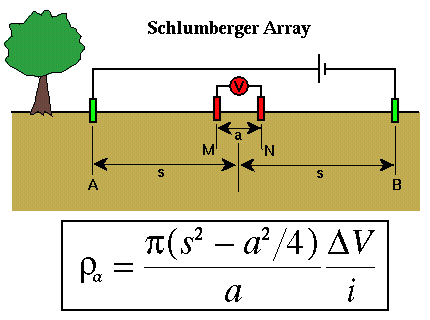 Schlumberger Array
V
M a N
A s s B
ρₐ = π(s² − a²/4) / a ΔV / i